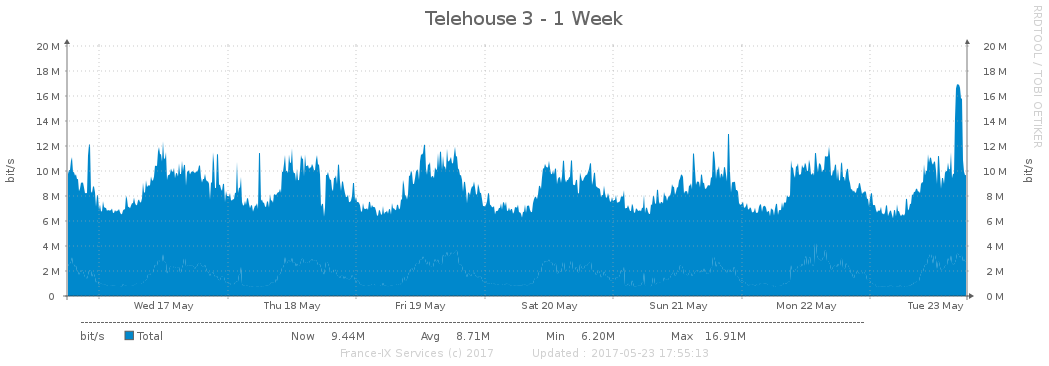 Telehouse 3 - 1 Week
RRDTOOL / TOBI OETIKER
bit/s
20 M 20 M
18 M 18 M
16 M 16 M
14 M 14 M
12 M 12 M
10 M 10 M
8 M 8 M
6 M 6 M
4 M 4 M
2 M 2 M
0 0 M
bit/s
Wed 17 May Thu 18 May Fri 19 May Sat 20 May Sun 21 May Mon 22 May Tue 23 May
bit/s Total Now 9.44M Avg 8.71M Min 6.20M Max 16.91M
France-IX Services (c) 2017 Updated : 2017-05-23 17:55:13